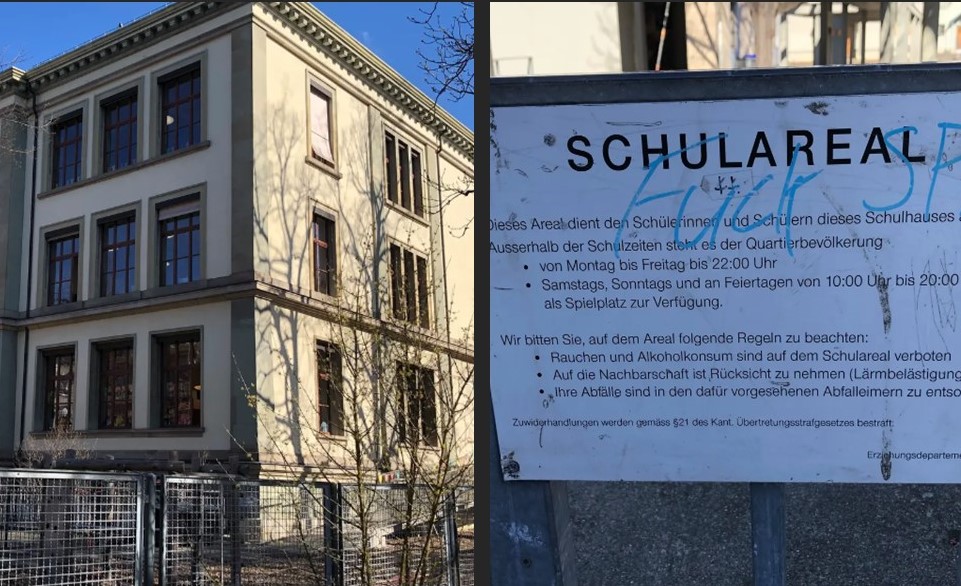 SCHULAREAL
Fuck SP
Dieses Areal dient den Schülerinnen und Schülern dieses Schulhauses
Ausserhalb der Schulzeiten steht es der Quartierbevölkerung
• von Montag bis Freitag bis 22:00 Uhr
• Samstags, Sonntags und an Feiertagen von 10:00 Uhr bis 20:00
als Spielplatz zur Verfügung.
Wir bitten Sie, auf dem Areal folgende Regeln zu beachten:
• Rauchen und Alkoholkonsum sind auf dem Schulareal verboten
• Auf die Nachbarschaft ist Rücksicht zu nehmen (Lärmbelästigung
• Ihre Abfälle sind in den dafür vorgesehenen Abfalleimern zu entso
Zuwiderhandlungen werden gemäss §21 des Kant. Übertretungsstrafgesetzes bestraft.
Erziehungsdeparteme